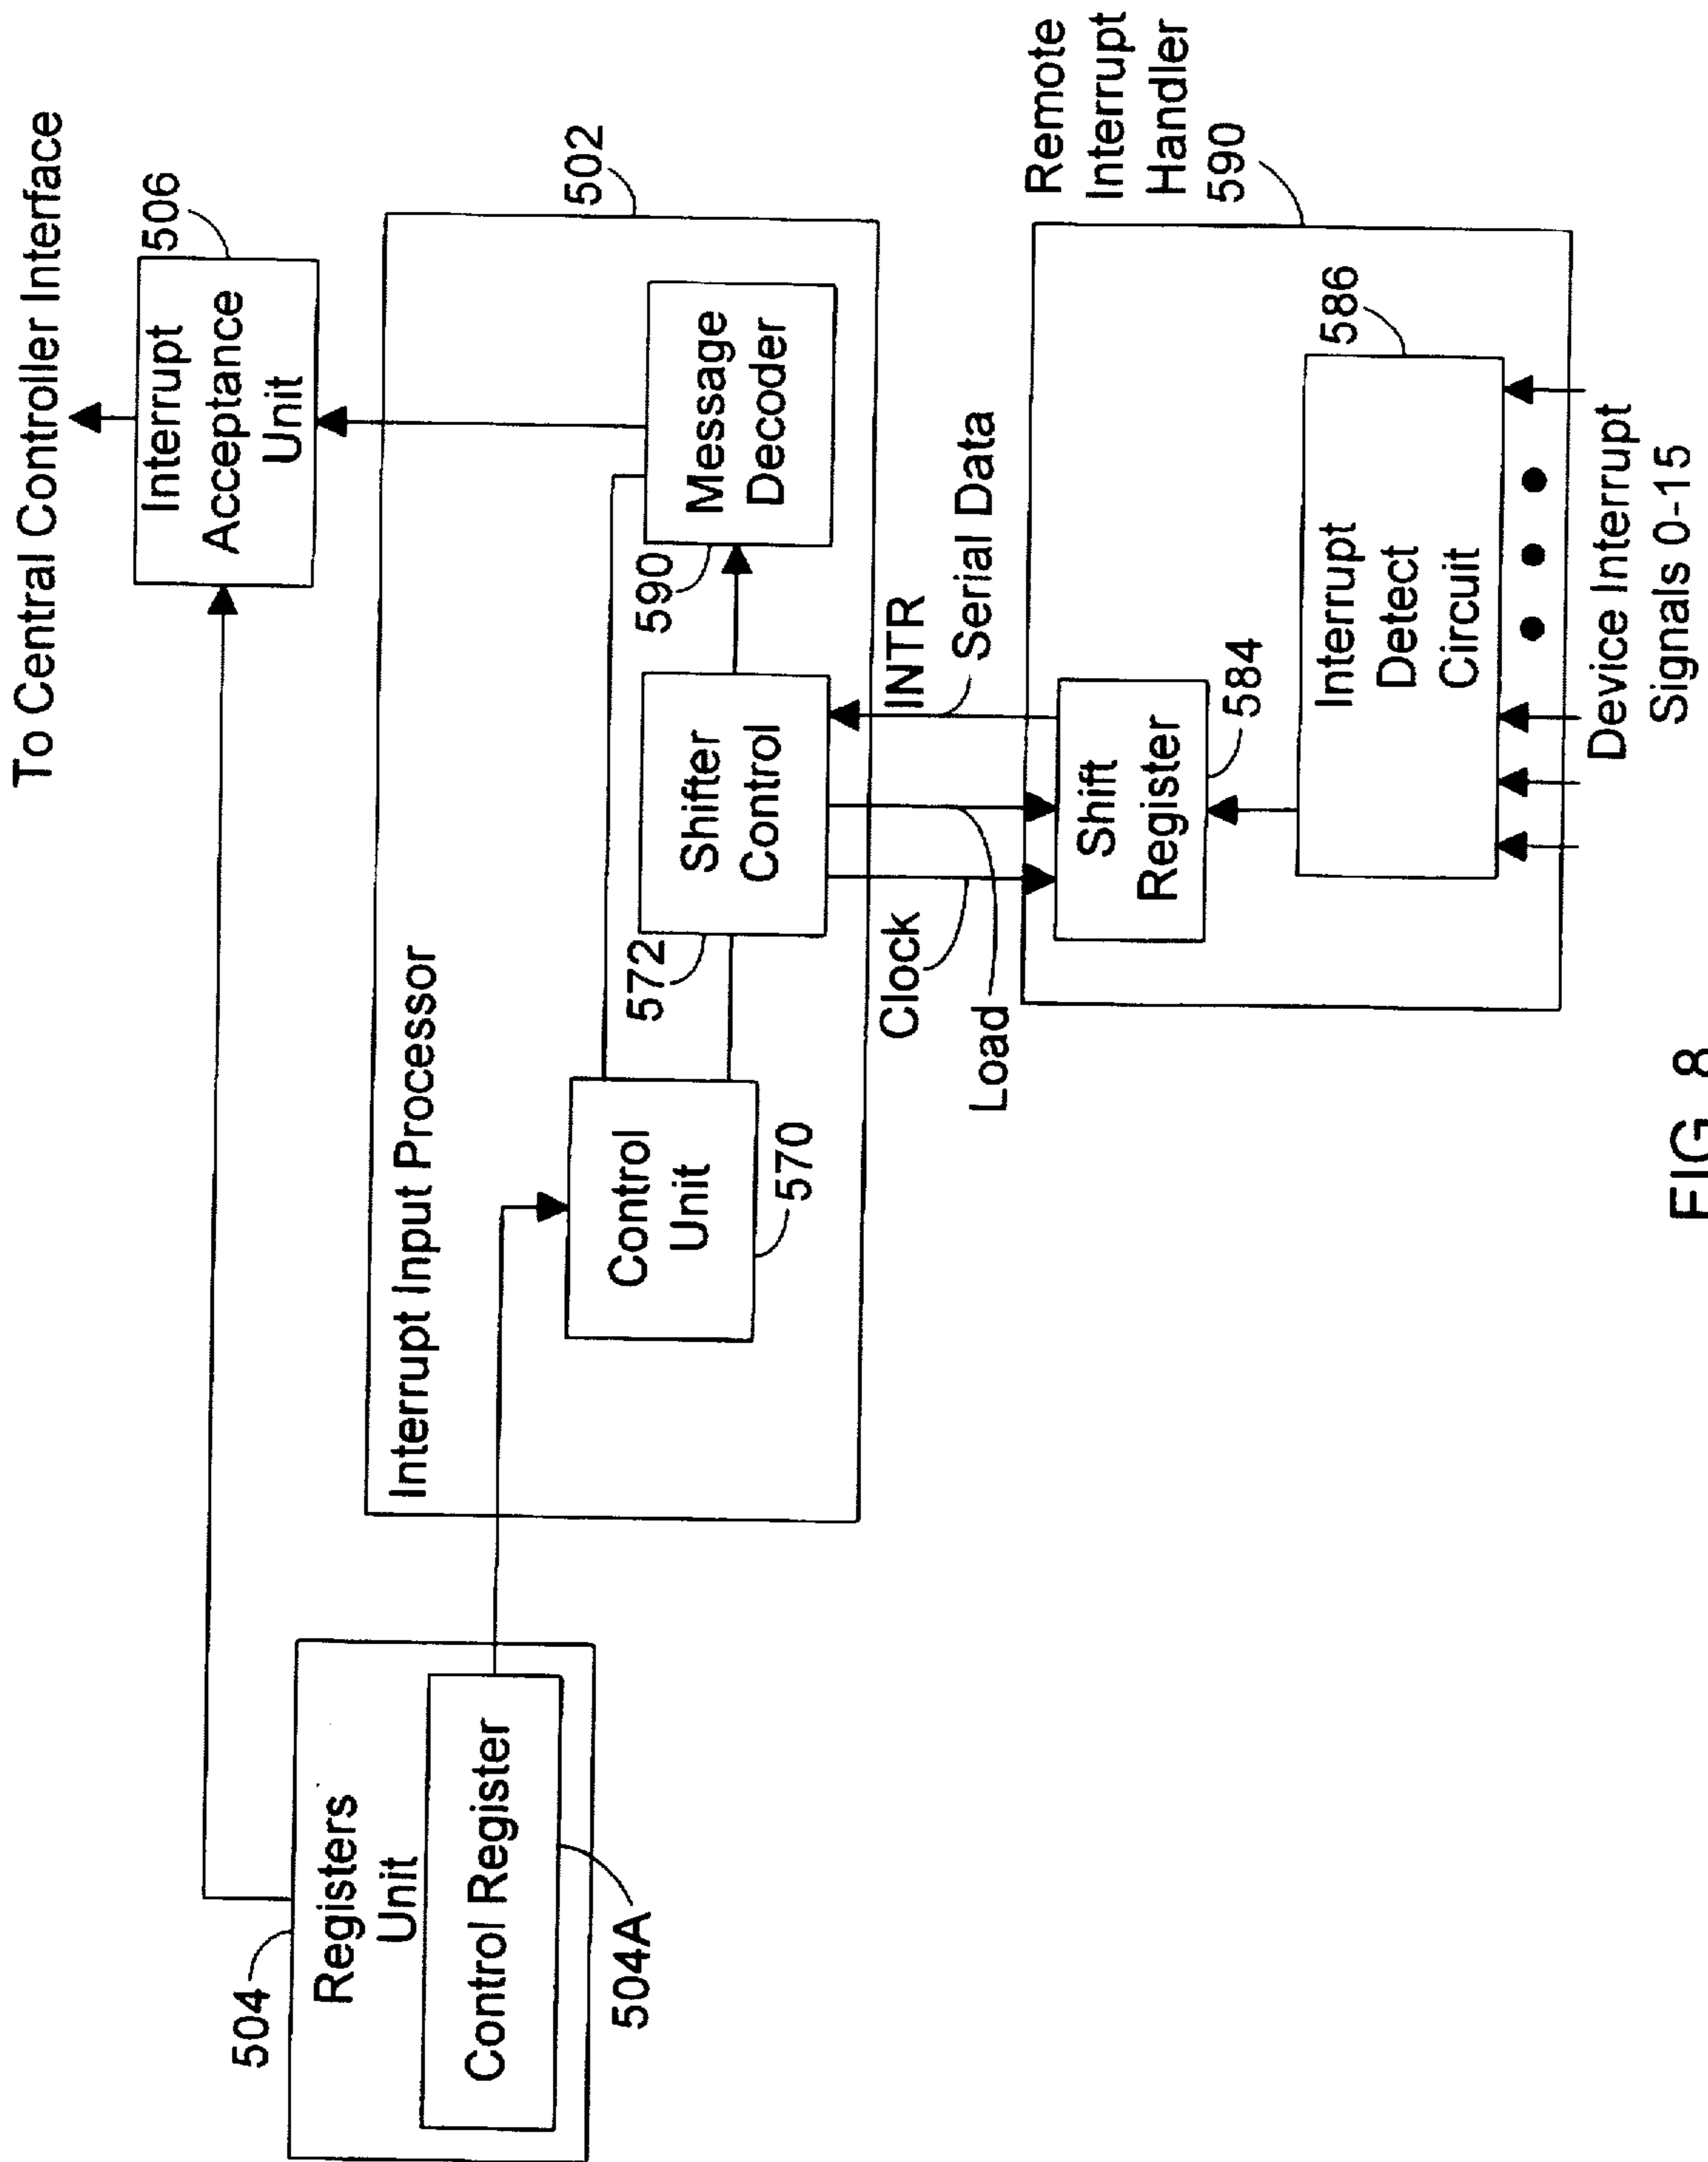 To Central Controller Interface
506
Interrupt
Acceptance
Unit
502
Interrupt Input Processor
504
Registers
Unit
Control Register
504A
Control
Unit
570
572
Shifter
Control
590
Message
Decoder
Clock
Load
INTR
Serial Data
Remote
Interrupt
Handler
590
Shift
Register
584
586
Interrupt
Detect
Circuit
Device Interrupt
Signals 0-15
FIG. 8